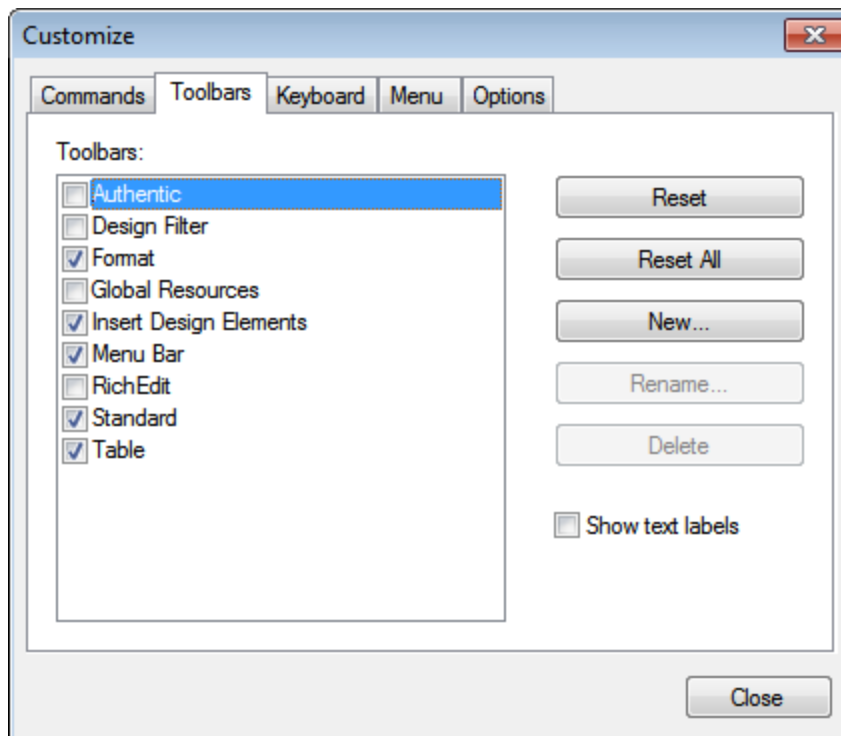 Customize
Commands Toolbars Keyboard Menu Options
Toolbars:
Authentic
Design Filter
Format
Global Resources
Insert Design Elements
Menu Bar
RichEdit
Standard
Table
Reset
Reset All
New...
Rename...
Delete
Show text labels
Close